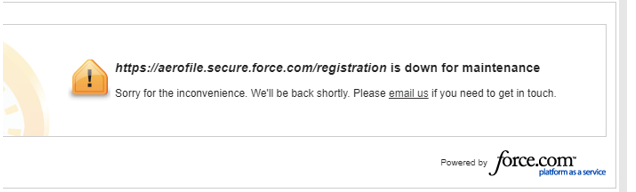 https://aerofile.secure.force.com/registration is down for maintenance
Sorry for the inconvenience. We'll be back shortly. Please email us if you need to get in touch.
Powered by force.com™
platform as a service